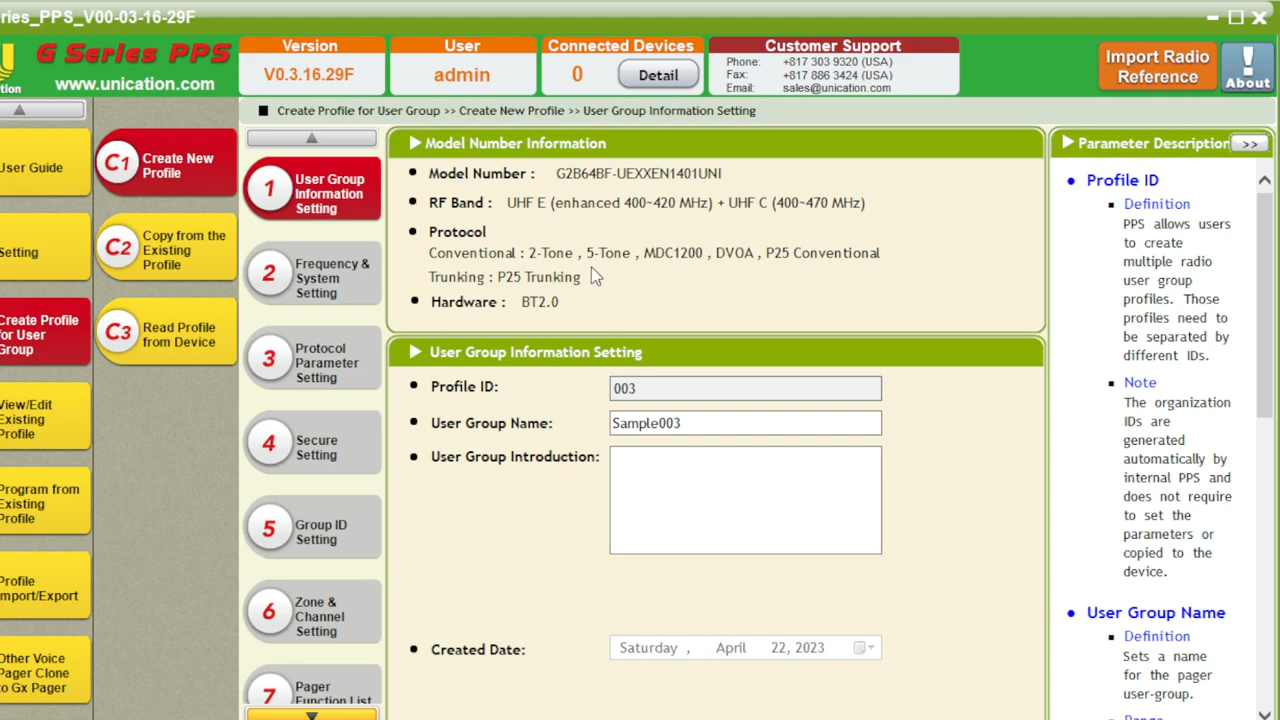 ries_PPS_V00-03-16-29F
G Series PPS
ation
www.unication.com
Version
V0.3.16.29F
User
admin
Connected Devices
0
Detail
Customer Support
Phone: +817 303 9320 (USA)
Fax: +817 886 3424 (USA)
Email: sales@unication.com
Import Radio
Reference
!
About
Create Profile for User Group >> Create New Profile >> User Group Information Setting
User Guide
Setting
Create Profile
for User
Group
View/Edit
Existing
Profile
Program from
Existing
Profile
Profile
Import/Export
Other Voice
Pager Clone
to Gx Pager
C1
Create New
Profile
C2
Copy from the
Existing
Profile
C3
Read Profile
from Device
1
User Group
Information
Setting
2
Frequency &
System
Setting
3
Protocol
Parameter
Setting
4
Secure
Setting
5
Group ID
Setting
6
Zone &
Channel
Setting
7
Pager
Function List
Model Number Information
Model Number : G2B64BF-UEXXEN1401UNI
RF Band : UHF E (enhanced 400~420 MHz) + UHF C (400~470 MHz)
Protocol
Conventional : 2-Tone , 5-Tone , MDC1200 , DVOA , P25 Conventional
Trunking : P25 Trunking
Hardware : BT2.0
User Group Information Setting
Profile ID: 003
User Group Name: Sample003
User Group Introduction:
Created Date: Saturday , April 22, 2023
Parameter Description >>
Profile ID
Definition
PPS allows users
to create
multiple radio
user group
profiles. Those
profiles need to
be separated by
different IDs.
Note
The organization
IDs are
generated
automatically by
internal PPS and
does not require
to set the
parameters or
copied to the
device.
User Group Name
Definition
Sets a name
for the pager
user-group.